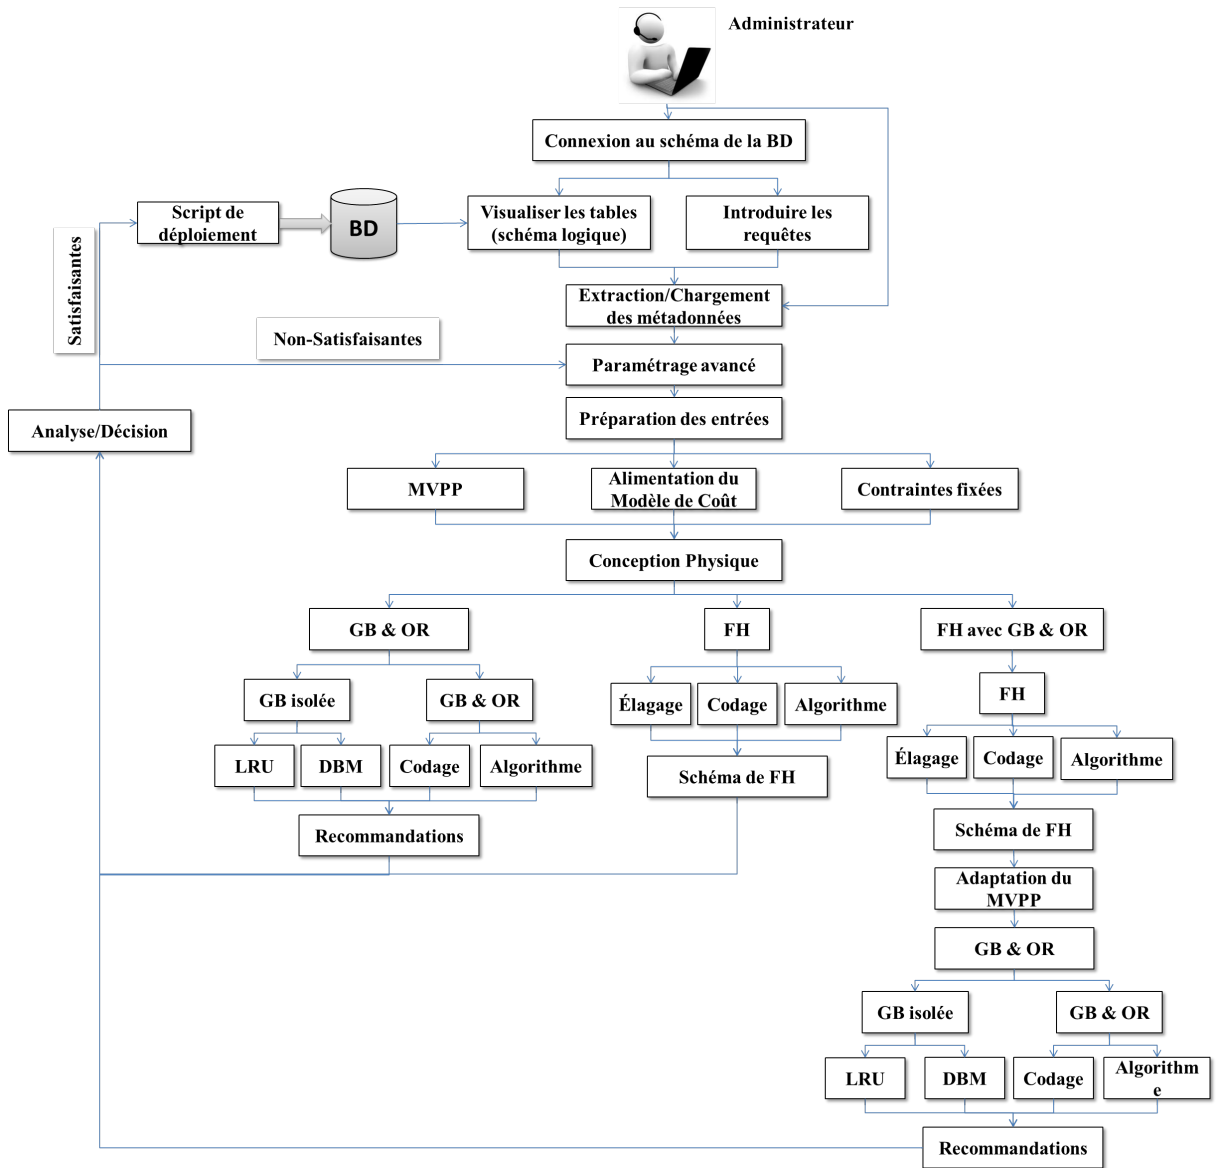 Administrateur
Connexion au schéma de la BD
Script de
déploiement
BD
Visualiser les tables
(schéma logique)
Introduire les
requêtes
Satisfaisantes
Extraction/Chargement
des métadonnées
Non-Satisfaisantes
Paramétrage avancé
Préparation des entrées
Analyse/Décision
MVPP
Alimentation du
Modèle de Coût
Contraintes fixées
Conception Physique
GB & OR
FH
FH avec GB & OR
GB isolée
GB & OR
Élagage
Codage
Algorithme
FH
LRU
DBM
Codage
Algorithme
Schéma de FH
Élagage
Codage
Algorithme
Recommandations
Schéma de FH
Adaptation du
MVPP
GB & OR
GB isolée
GB & OR
LRU
DBM
Codage
Algorithm
e
Recommandations